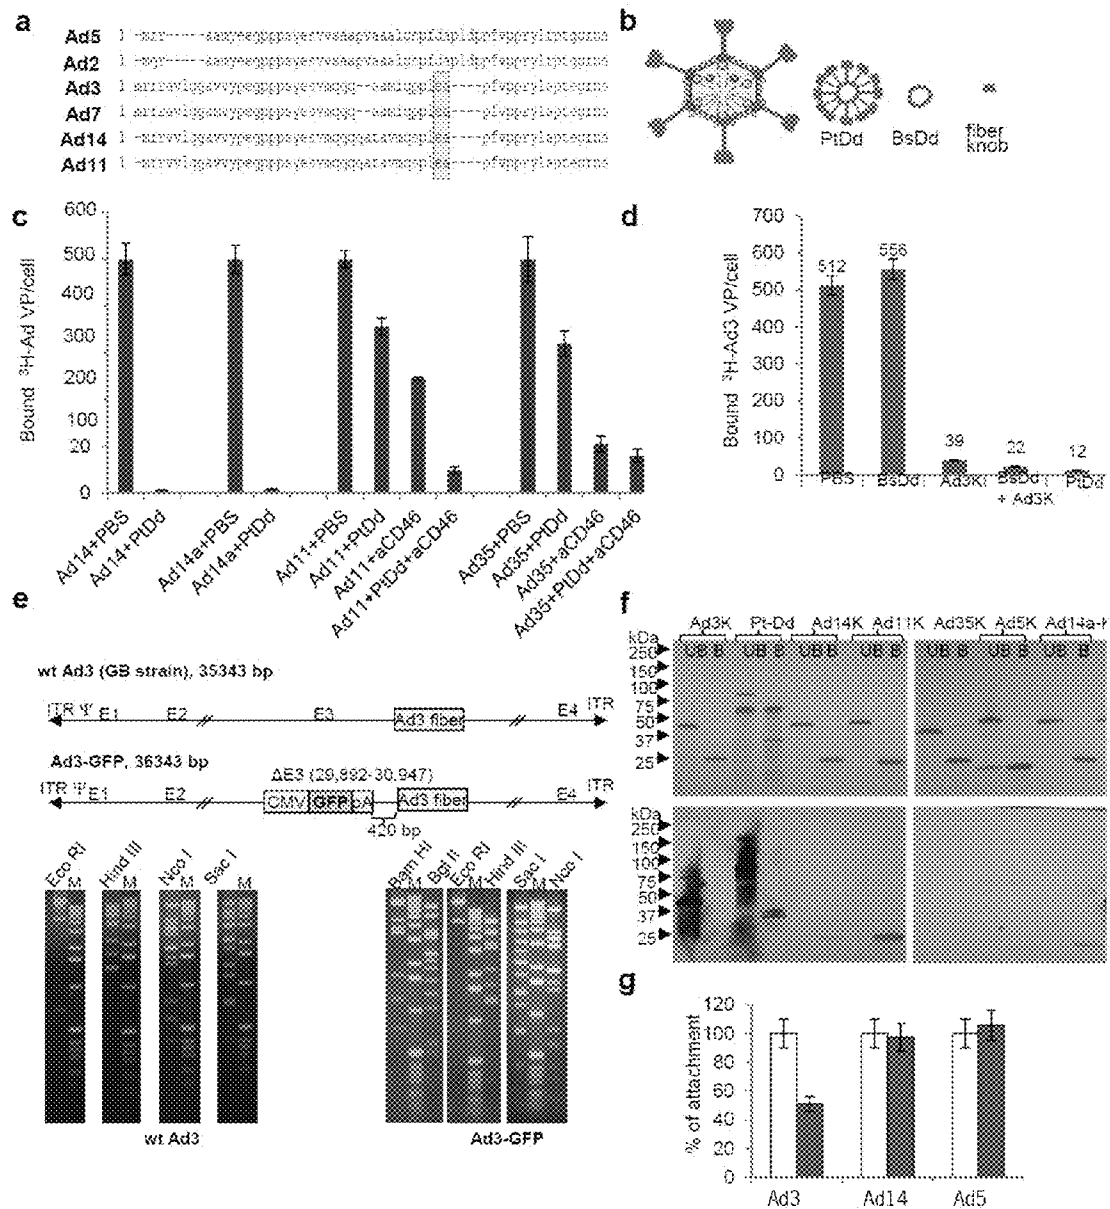 a
Ad5
Ad2
Ad3
Ad7
Ad14
Ad11
b
PtDd
BsDd
fiber knob
c
Bound ³H-Ad VP/cell
600
500
400
300
200
100
20
0
Ad14+PBS
Ad14+PtDd
Ad14a+PBS
Ad14a+PtDd
Ad11+PBS
Ad11+PtDd
Ad11+aCD46
Ad11+PtDd+aCD46
Ad35+PBS
Ad35+PtDd
Ad35+aCD46
Ad35+PtDd+aCD46
d
Bound ³H-Ad3 VP/cell
700
600
500
400
300
200
100
0
512
556
39
22
12
PBS
BsDd
Ad3K
BsDd + Ad3K
PtDd
e
wt Ad3 (GB strain), 35343 bp
ITR Ψ E1 E2 E3 Ad3 fiber E4 ITR
Ad3-GFP, 36343 bp
ΔE3 (29,892-30,947)
ITR Ψ E1 E2 CMV GFP pA Ad3 fiber E4 ITR
420 bp
Eco RI M Hind III M Nco I M Sac I M
wt Ad3
Bam HI M Bgl II Eco RI M Hind III Sac I M Nco I
Ad3-GFP
f
Ad3K Pt-Dd Ad14K Ad11K Ad35K Ad5K Ad14a-K
kDa UB B UB B UB B UB B UB B UB B UB B
250
150
100
75
50
37
25
kDa
250
150
100
75
50
37
25
g
% of attachment
120
100
80
60
40
20
0
Ad3
Ad14
Ad5